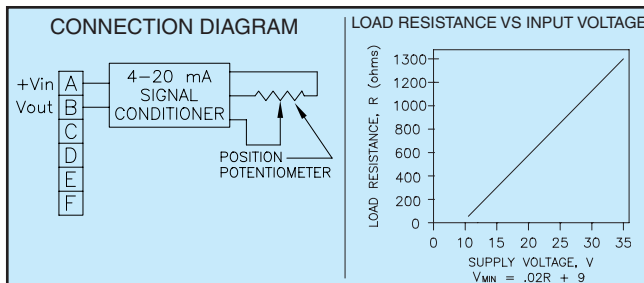 CONNECTION DIAGRAM
+Vin A
Vout B
C
D
E
F
4-20 mA
SIGNAL
CONDITIONER
POSITION
POTENTIOMETER
LOAD RESISTANCE VS INPUT VOLTAGE
LOAD RESISTANCE, R (ohms)
1300
1200
1000
800
600
400
200
0
0 5 10 15 20 25 30 35
SUPPLY VOLTAGE, V
VMIN = .02R + 9